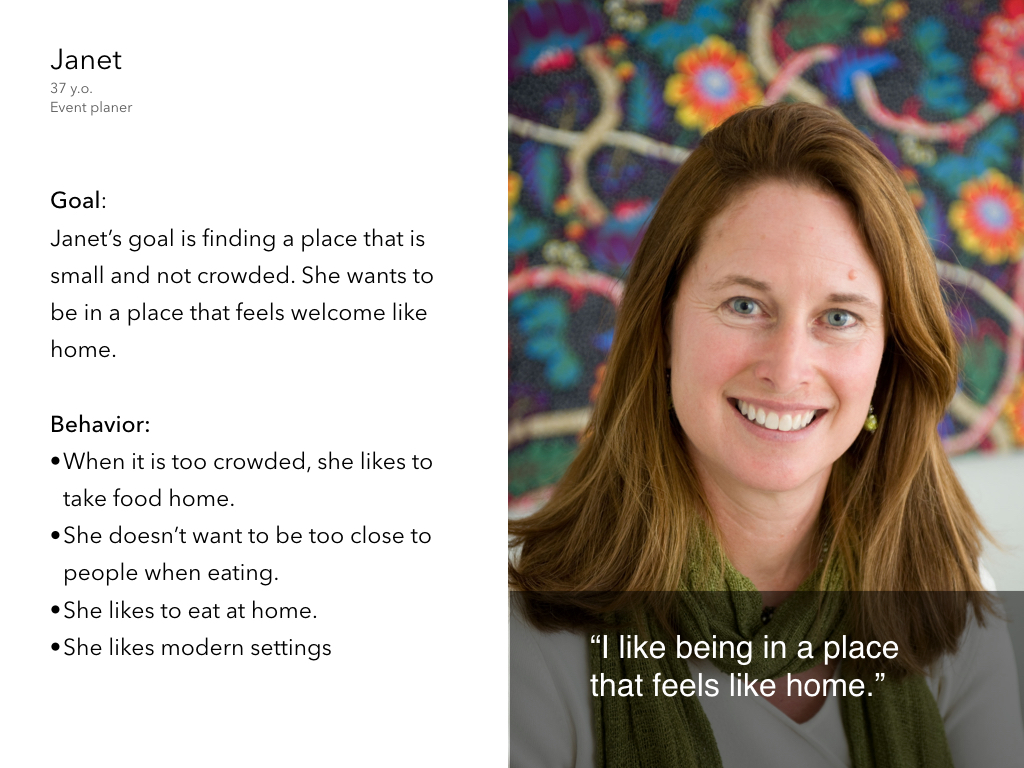 Janet
37 y.o.
Event planer
Goal:
Janet’s goal is finding a place that is
small and not crowded. She wants to
be in a place that feels welcome like
home.
Behavior:
•When it is too crowded, she likes to
take food home.
•She doesn’t want to be too close to
people when eating.
•She likes to eat at home.
•She likes modern settings
“I like being in a place
that feels like home.”